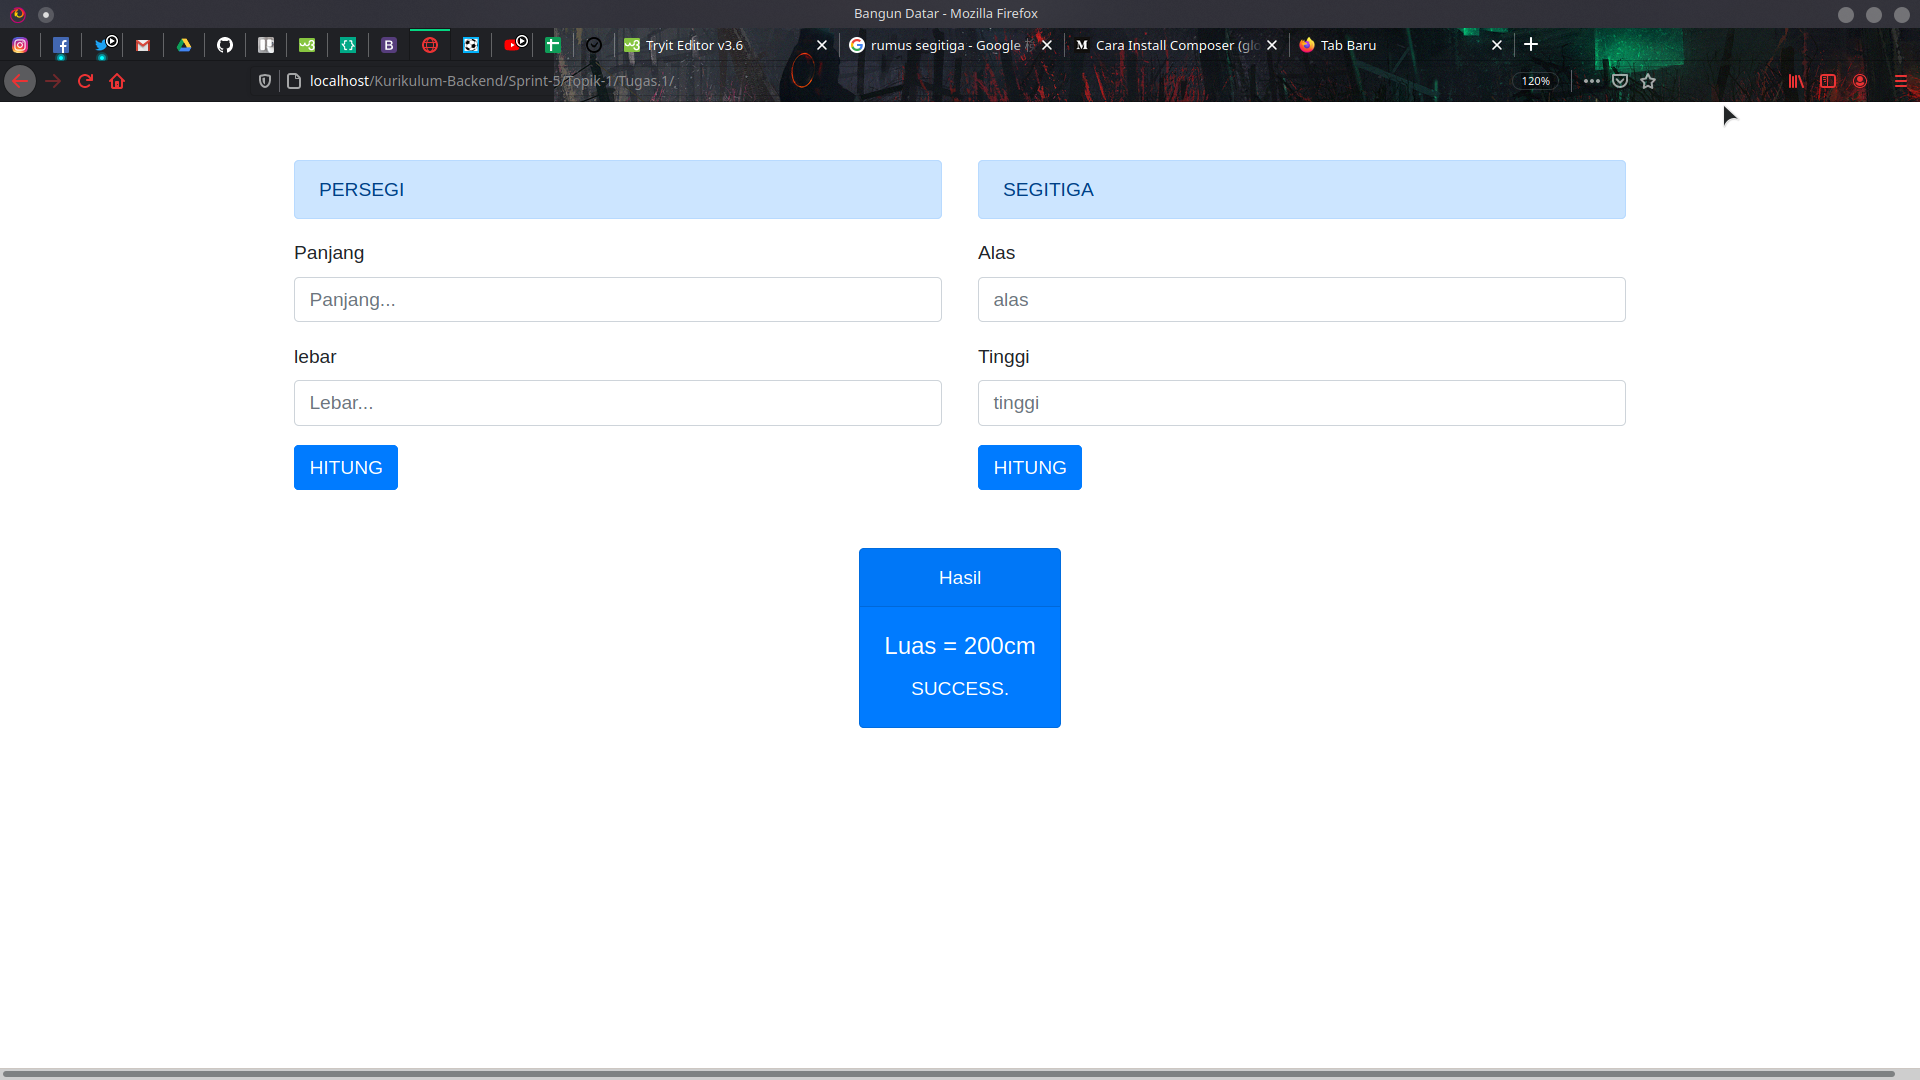 Bangun Datar - Mozilla Firefox
Tryit Editor v3.6
rumus segitiga - Google
Cara Install Composer (glo
Tab Baru
localhost/Kurikulum-Backend/Sprint-5/Topik-1/Tugas.1/
120%
PERSEGI
SEGITIGA
Panjang
Alas
Panjang...
alas
lebar
Tinggi
Lebar...
tinggi
HITUNG
HITUNG
Hasil
Luas = 200cm
SUCCESS.